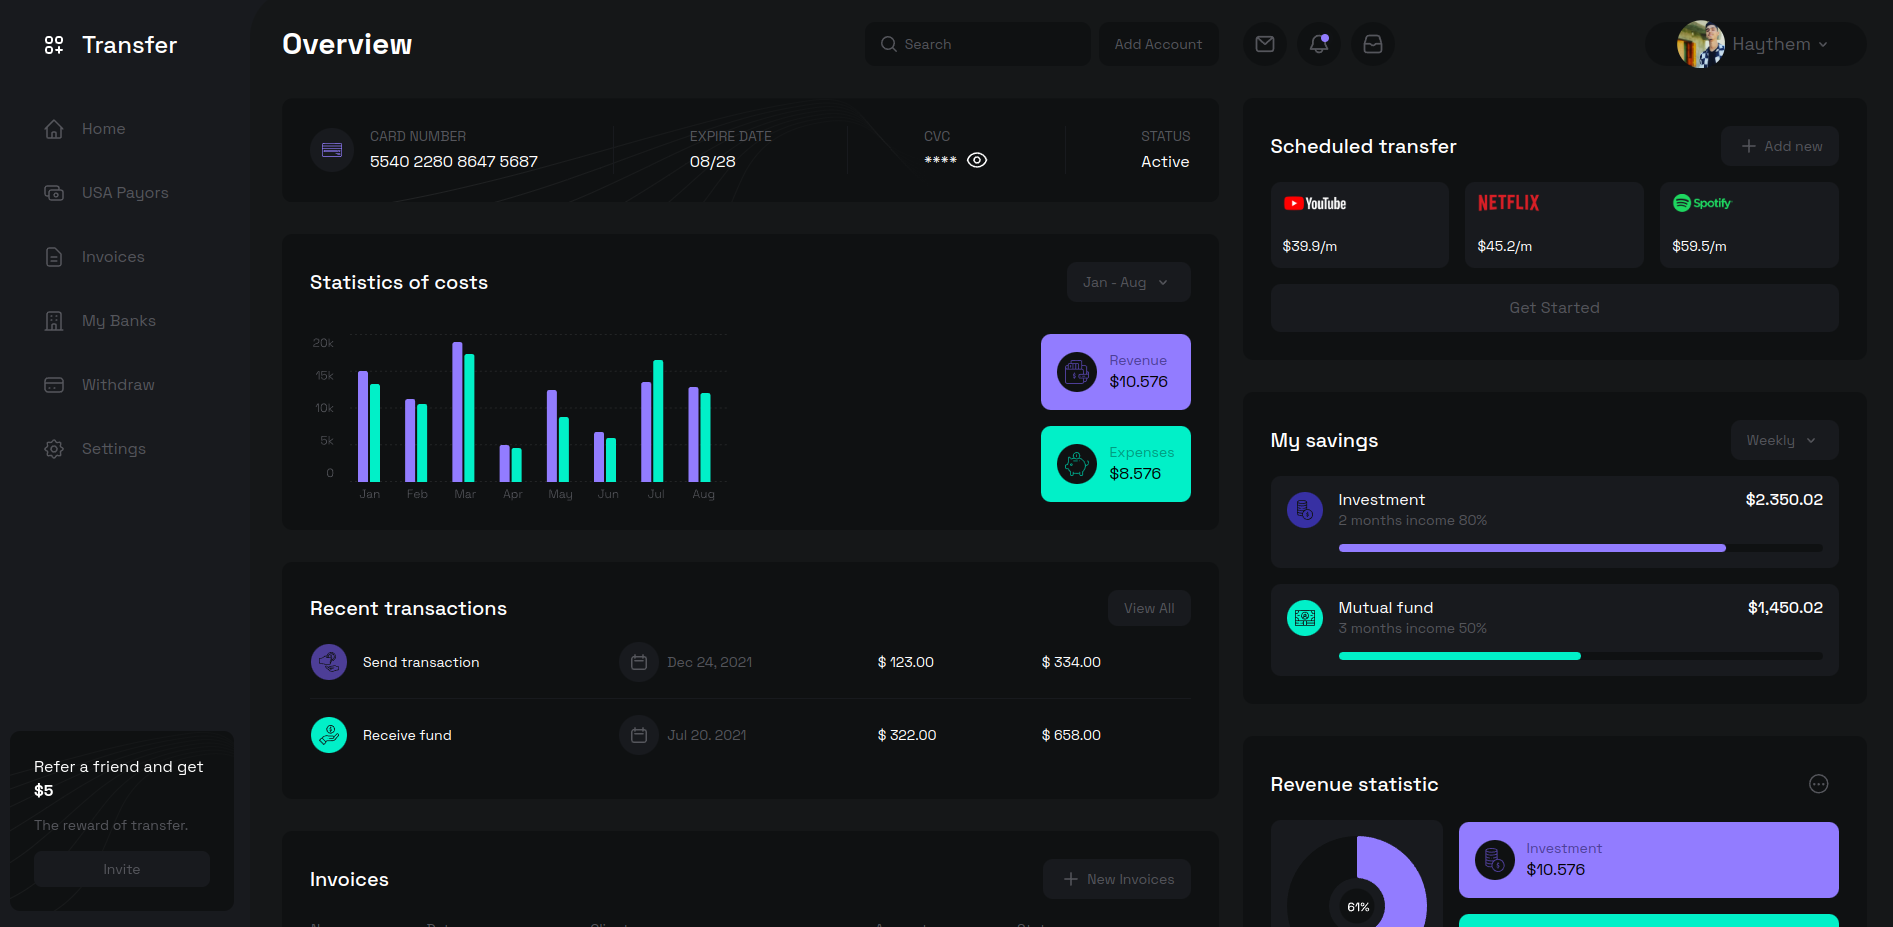 Transfer
Home
USA Payors
Invoices
My Banks
Withdraw
Settings
Refer a friend and get
$5
The reward of transfer.
Invite
Overview
Search
Add Account
Haythem
CARD NUMBER
5540 2280 8647 5687
EXPIRE DATE
08/28
CVC
****
STATUS
Active
Statistics of costs
Jan - Aug
20k
15k
10k
5k
0
Jan Feb Mar Apr May Jun Jul Aug
Revenue
$10.576
Expenses
$8.576
Recent transactions
View All
Send transaction Dec 24, 2021 $ 123.00 $ 334.00
Receive fund Jul 20. 2021 $ 322.00 $ 658.00
Invoices
New Invoices
Scheduled transfer
Add new
YouTube
$39.9/m
NETFLIX
$45.2/m
Spotify
$59.5/m
Get Started
My savings
Weekly
Investment
$2.350.02
2 months income 80%
Mutual fund
$1,450.02
3 months income 50%
Revenue statistic
61%
Investment
$10.576